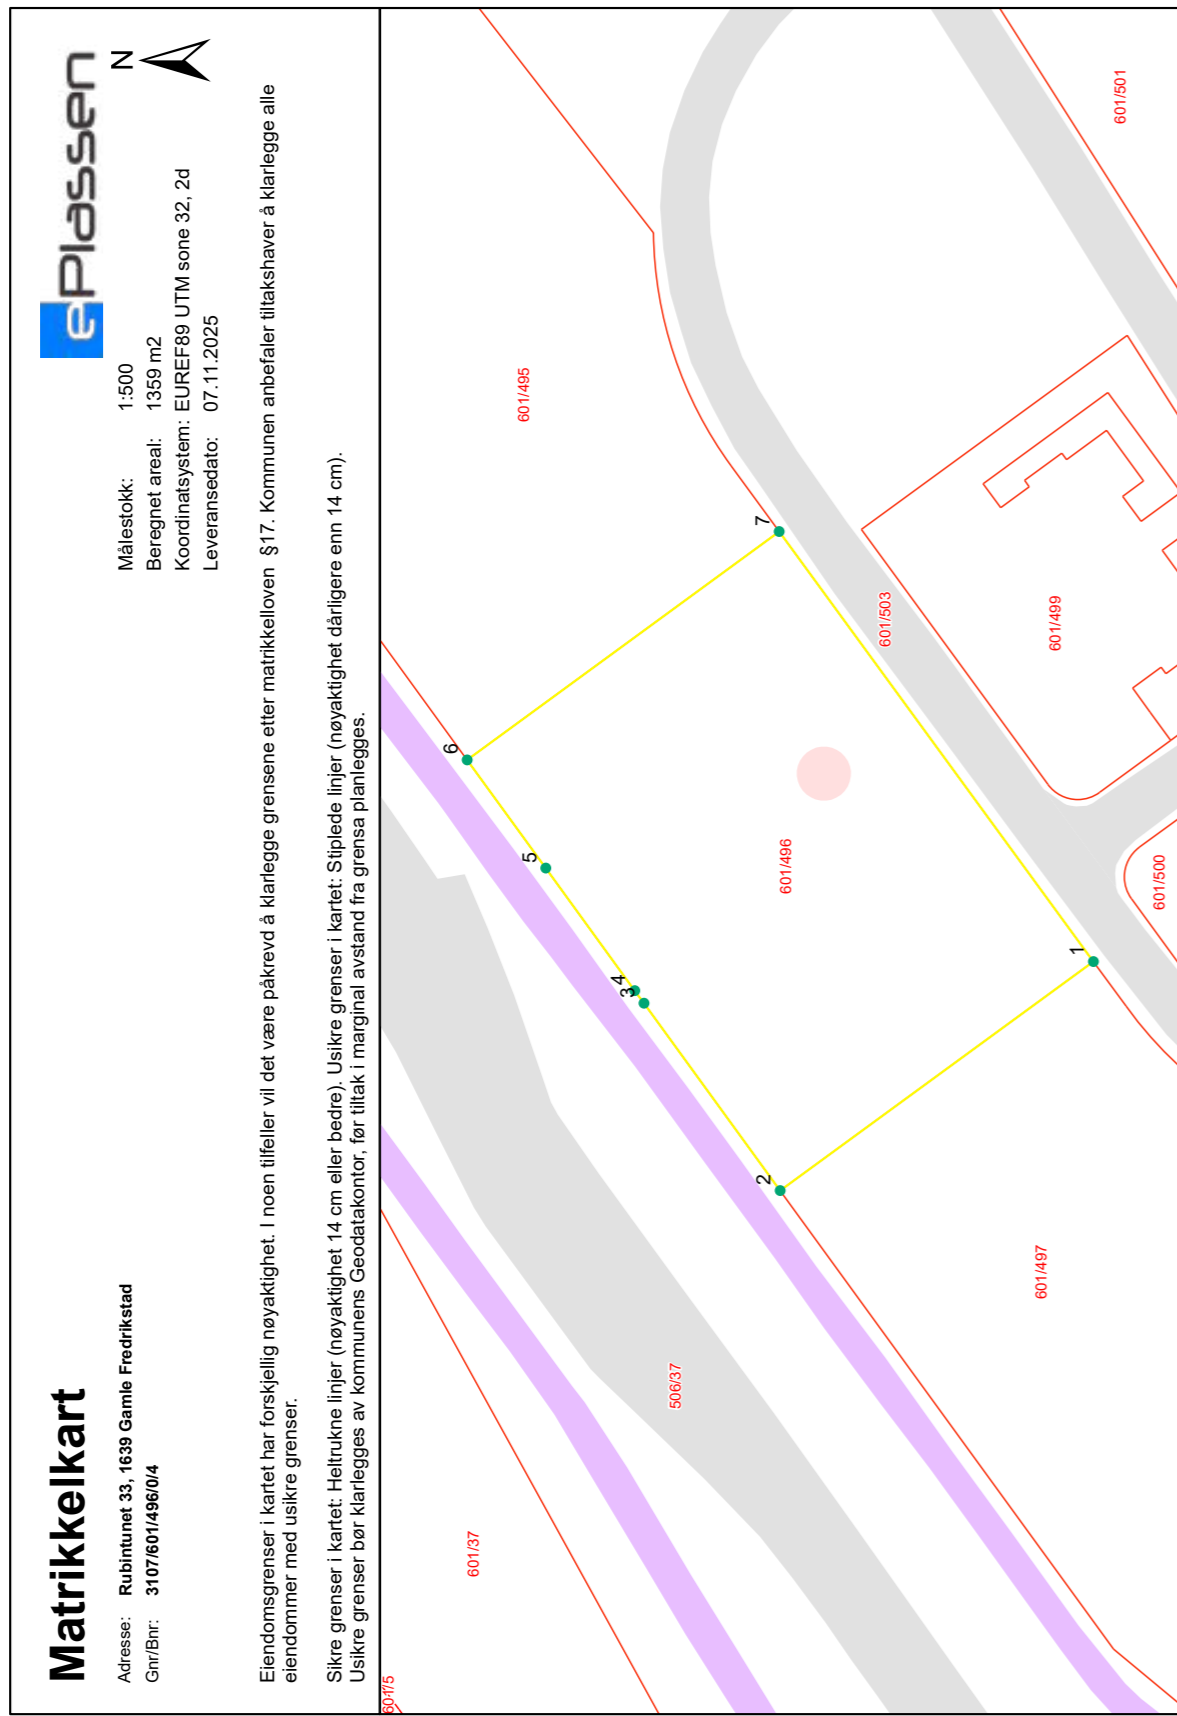 Matrikkelkart
ePlassen
N
Adresse: Rubintunet 33, 1639 Gamle Fredrikstad
Gnr/Bnr: 3107/601/496/0/4
Målestokk: 1:500
Beregnet areal: 1359 m2
Koordinatsystem: EUREF89 UTM sone 32, 2d
Leveransedato: 07.11.2025
Eiendomsgrenser i kartet har forskjellig nøyaktighet. I noen tilfeller vil det være påkrevd å klarlegge grensene etter matrikkelloven §17. Kommunen anbefaler tiltakshaver å klarlegge alle
eiendommer med usikre grenser.
Sikre grenser i kartet: Heltrukne linjer (nøyaktighet 14 cm eller bedre). Usikre grenser i kartet: Stiplede linjer (nøyaktighet dårligere enn 14 cm).
Usikre grenser bør klarlegges av kommunens Geodatakontor, før tiltak i marginal avstand fra grensa planlegges.
601/5
601/37
506/37
601/495
6
5
4
3
2
7
1
601/496
601/503
601/499
601/497
601/500
601/501